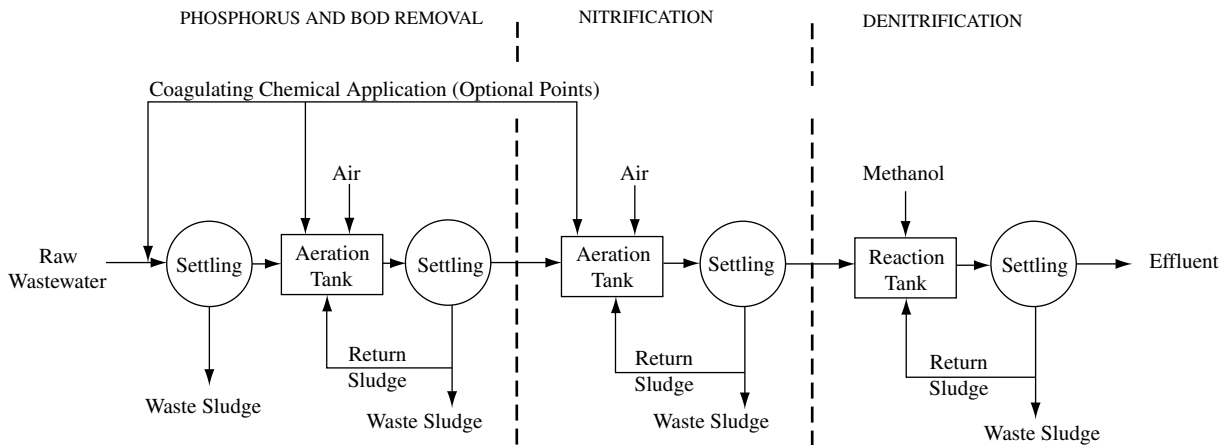 PHOSPHORUS AND BOD REMOVAL
NITRIFICATION
DENITRIFICATION
Coagulating Chemical Application (Optional Points)
Air
Air
Methanol
Raw
Wastewater
Settling
Aeration
Tank
Settling
Aeration
Tank
Settling
Reaction
Tank
Settling
Effluent
Return
Sludge
Return
Sludge
Return
Sludge
Waste Sludge
Waste Sludge
Waste Sludge
Waste Sludge